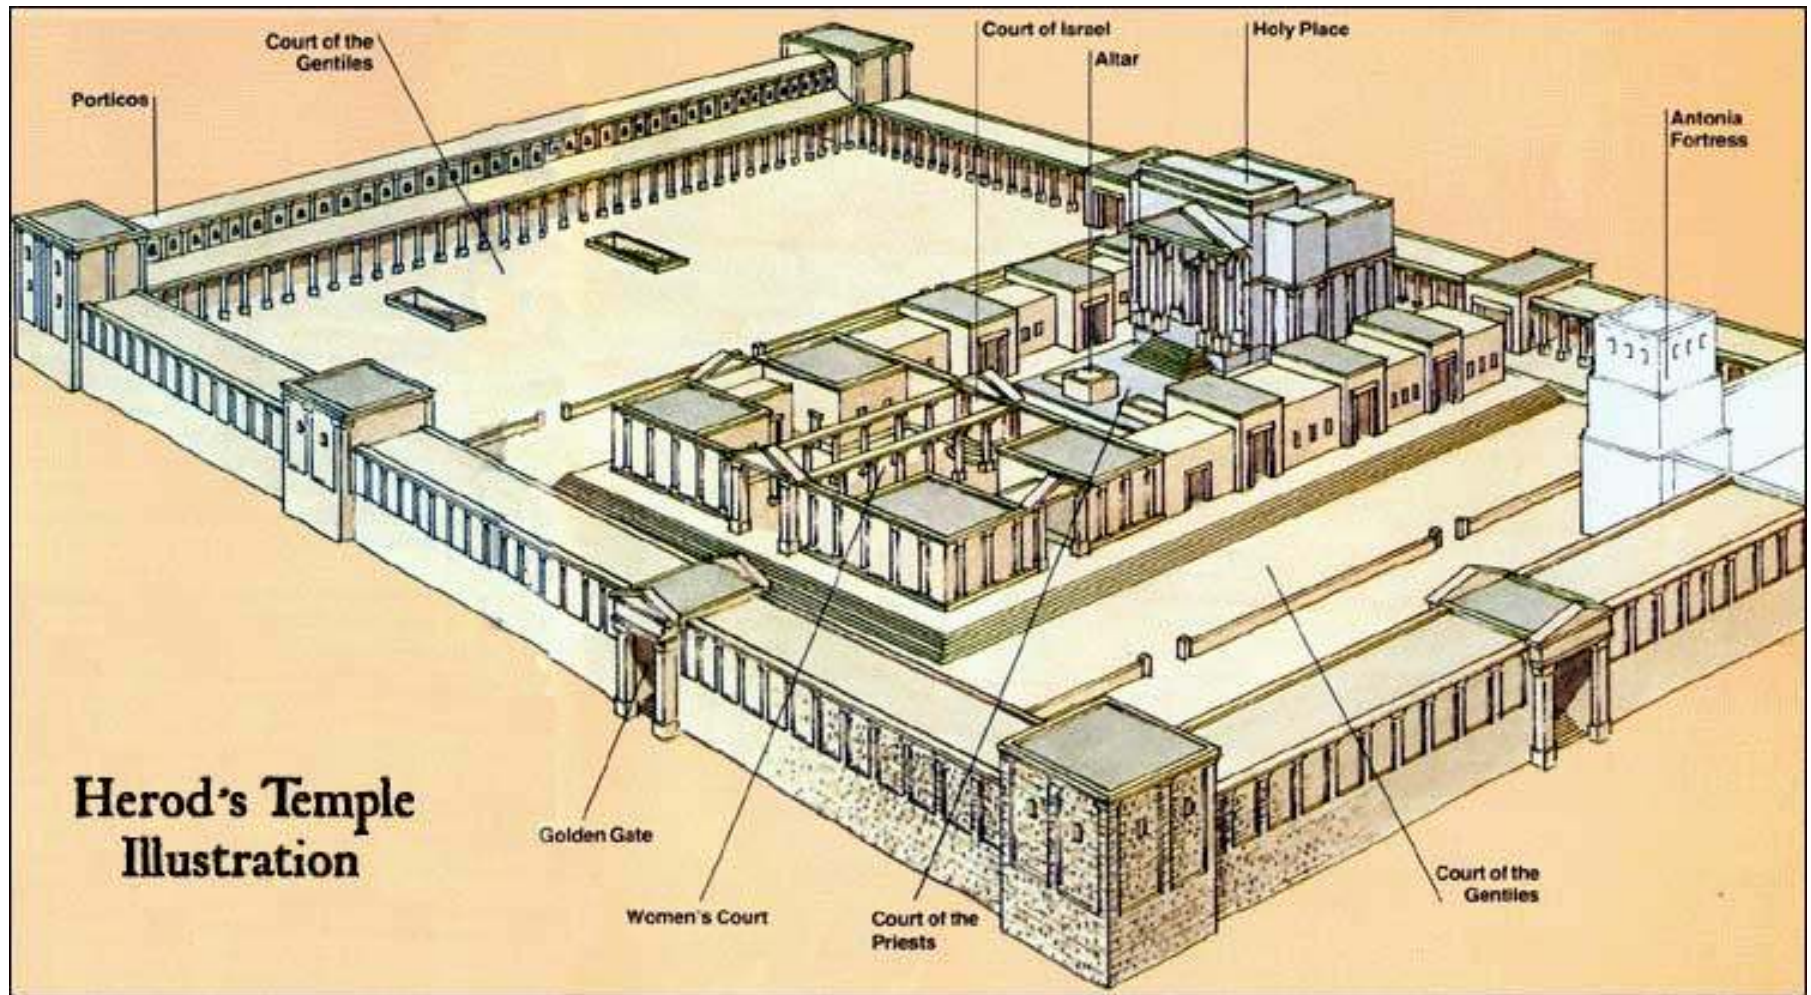 Court of the
Gentiles
Court of Israel
Holy Place
Altar
Porticos
Antonia
Fortress
Herod's Temple
Illustration
Golden Gate
Women's Court
Court of the
Priests
Court of the
Gentiles